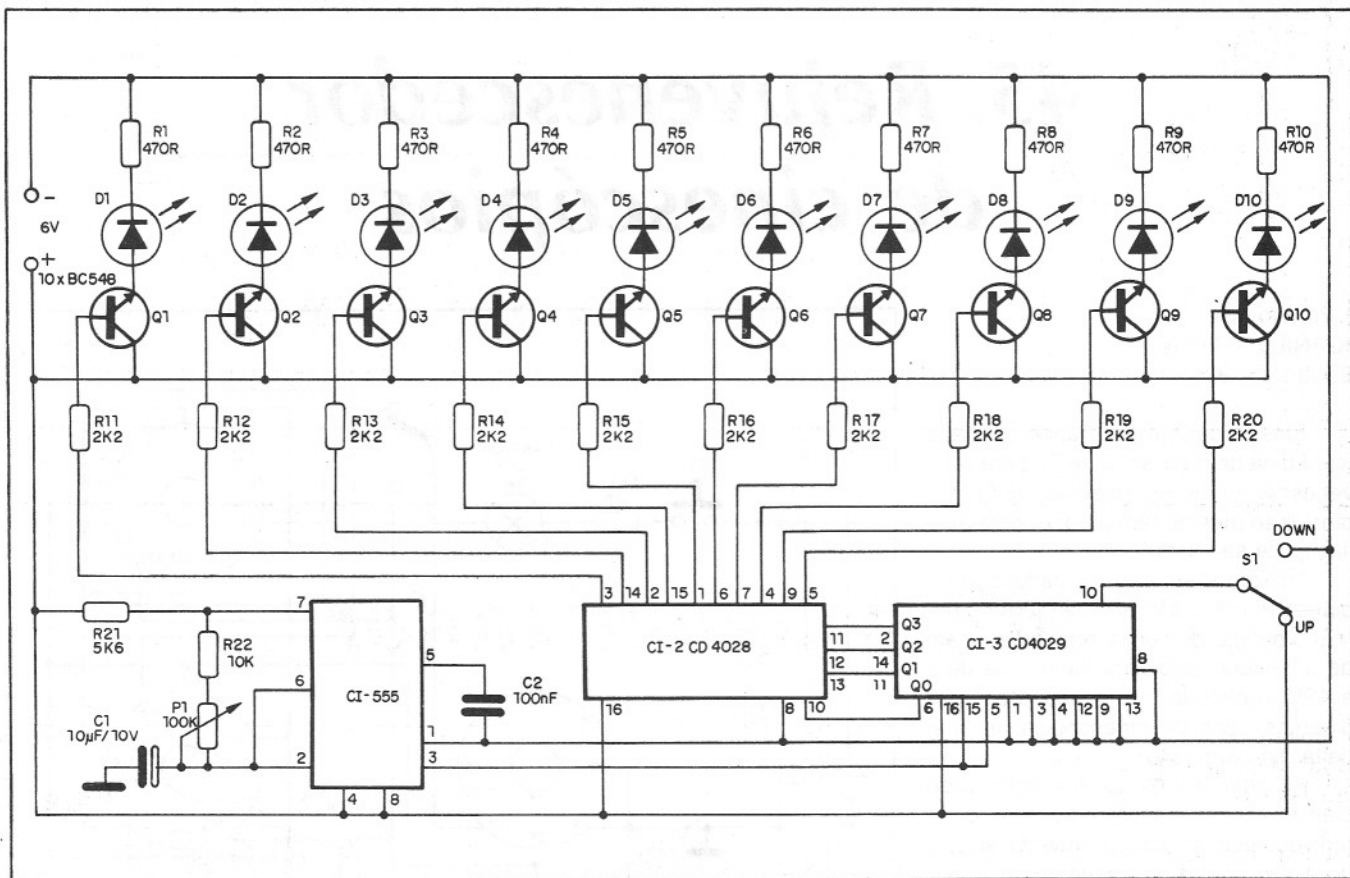 R1 470R
R2 470R
R3 470R
R4 470R
R5 470R
R6 470R
R7 470R
R8 470R
R9 470R
R10 470R
-
6V
+
D1
D2
D3
D4
D5
D6
D7
D8
D9
D10
10 x BC548
Q1
Q2
Q3
Q4
Q5
Q6
Q7
Q8
Q9
Q10
R11 2K2
R12 2K2
R13 2K2
R14 2K2
R15 2K2
R16 2K2
R17 2K2
R18 2K2
R19 2K2
R20 2K2
DOWN
S1
UP
3 14 2 15 1 6 7 4 9 5
CI-2 CD 4028
11
12
13
16
8
10
10
Q3
2 Q2
14 Q1
11 Q0
CI-3 CD4029
8
6 16 15 5 1 3 4 12 9 13
R21
5K6
R22
10K
P1
100K
C1
10µF/10V
7
6
2
CI-555
5
1
3
4
8
C2
100nF